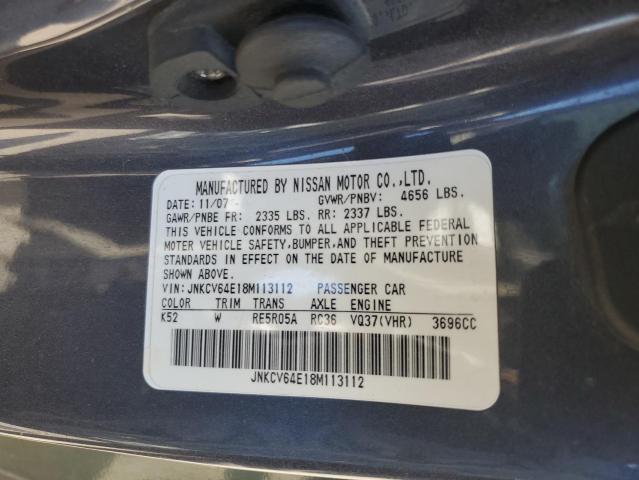 MANUFACTURED BY NISSAN MOTOR CO.,LTD.
DATE: 11/07 GVWR/PNBV: 4656 LBS.
GAWR/PNBE FR: 2335 LBS. RR: 2337 LBS.
THIS VEHICLE CONFORMS TO ALL APPLICABLE FEDERAL
MOTOR VEHICLE SAFETY,BUMPER,AND THEFT PREVENTION
STANDARDS IN EFFECT ON THE DATE OF MANUFACTURE
SHOWN ABOVE.
VIN: JNKCV64E18M113112 PASSENGER CAR
COLOR TRIM TRANS AXLE ENGINE
K52 W RE5R05A RC36 VQ37(VHR) 3696CC
JNKCV64E18M113112